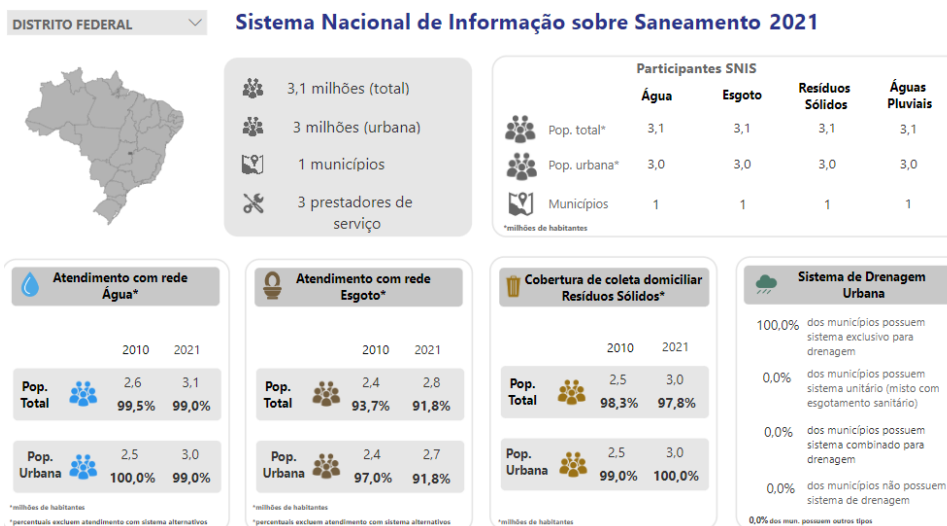 DISTRITO FEDERAL
Sistema Nacional de Informação sobre Saneamento 2021
3,1 milhões (total)
3 milhões (urbana)
1 municípios
3 prestadores de
serviço
Participantes SNIS
Água Esgoto Resíduos Sólidos Águas Pluviais
Pop. total* 3,1 3,1 3,1 3,1
Pop. urbana* 3,0 3,0 3,0 3,0
Municípios 1 1 1 1
*milhões de habitantes
Atendimento com rede
Água*
2010 2021
Pop. Total 2,6 3,1
99,5% 99,0%
Pop. Urbana 2,5 3,0
100,0% 99,0%
*milhões de habitantes
*percentuais excluem atendimento com sistema alternativos
Atendimento com rede
Esgoto*
2010 2021
Pop. Total 2,4 2,8
93,7% 91,8%
Pop. Urbana 2,4 2,7
97,0% 91,8%
*milhões de habitantes
*percentuais excluem atendimento com sistema alternativos
Cobertura de coleta domiciliar
Resíduos Sólidos*
2010 2021
Pop. Total 2,5 3,0
98,3% 97,8%
Pop. Urbana 2,5 3,0
99,0% 100,0%
*milhões de habitantes
Sistema de Drenagem
Urbana
100,0% dos municípios possuem
sistema exclusivo para
drenagem
0,0% dos municípios possuem
sistema unitário (misto com
esgotamento sanitário)
0,0% dos municípios possuem
sistema combinado para
drenagem
0,0% dos municípios não possuem
sistema de drenagem
0,0% dos mun. possuem outros tipos